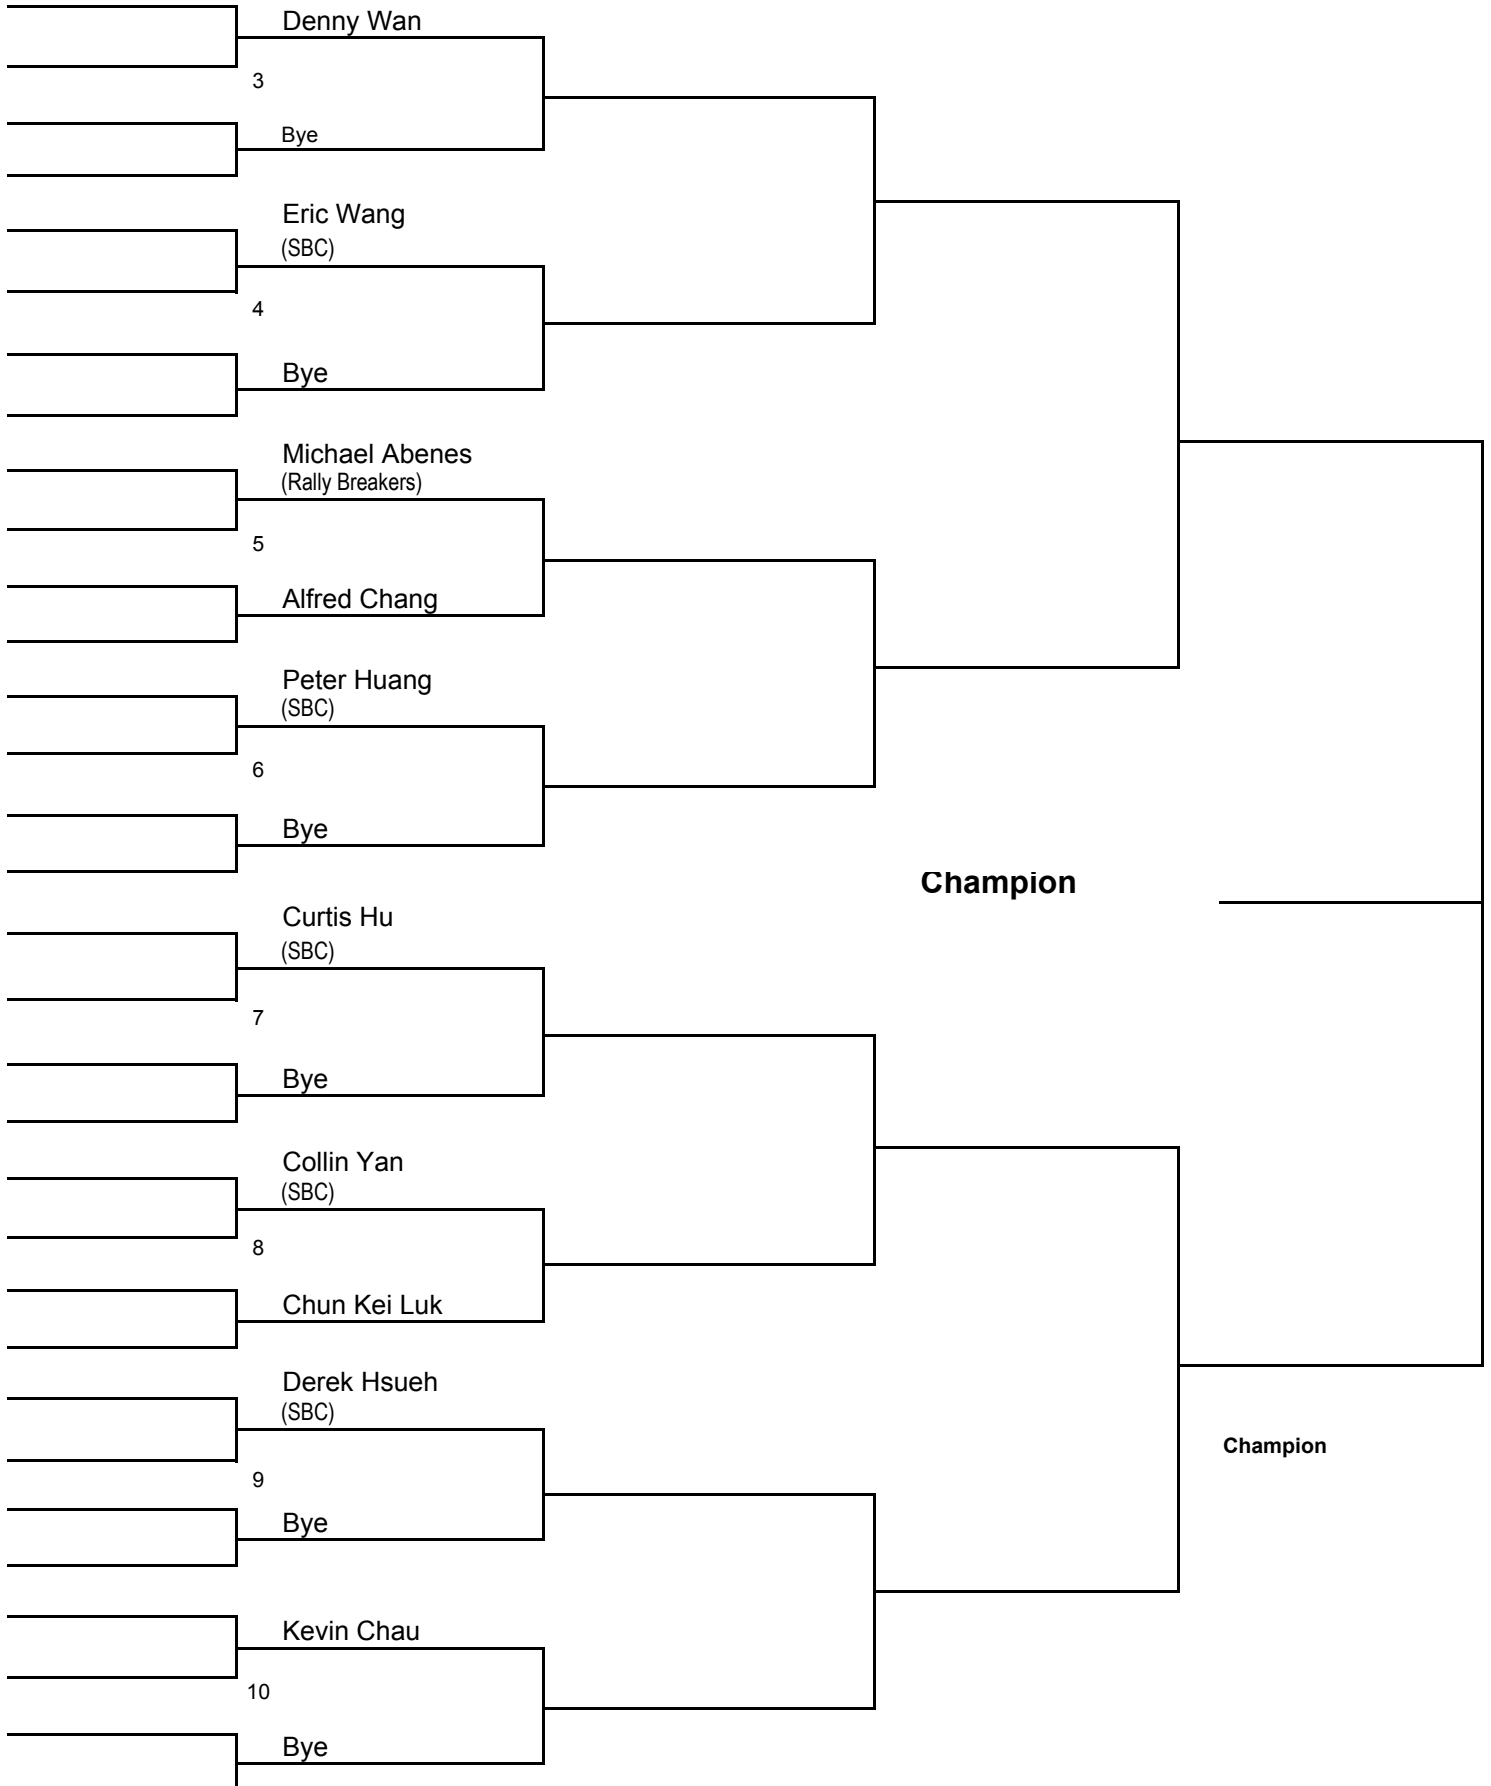 Denny Wan
3
Bye
Eric Wang
(SBC)
4
Bye
Michael Abenes
(Rally Breakers)
5
Alfred Chang
Peter Huang
(SBC)
6
Bye
Champion
Curtis Hu
(SBC)
7
Bye
Collin Yan
(SBC)
8
Chun Kei Luk
Derek Hsueh
(SBC)
Champion
9
Bye
Kevin Chau
10
Bye